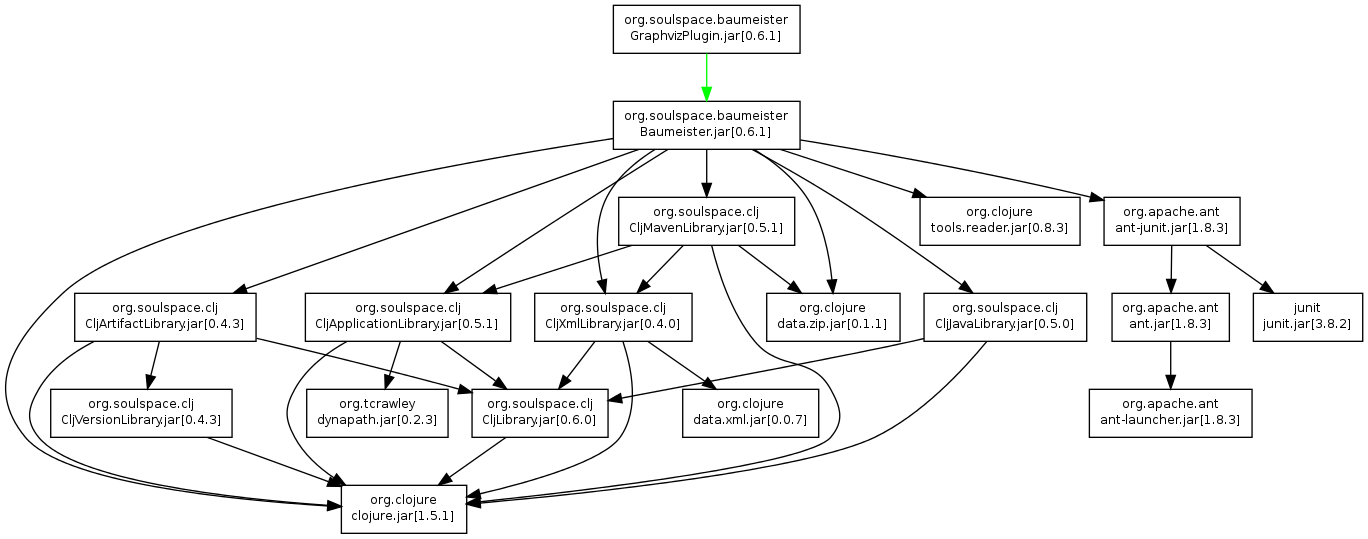 org.soulspace.baumeister
GraphvizPlugin.jar[0.6.1]
org.soulspace.baumeister
Baumeister.jar[0.6.1]
org.soulspace.clj
CljMavenLibrary.jar[0.5.1]
org.clojure
tools.reader.jar[0.8.3]
org.apache.ant
ant-junit.jar[1.8.3]
org.soulspace.clj
CljArtifactLibrary.jar[0.4.3]
org.soulspace.clj
CljApplicationLibrary.jar[0.5.1]
org.soulspace.clj
CljXmlLibrary.jar[0.4.0]
org.clojure
data.zip.jar[0.1.1]
org.soulspace.clj
CljJavaLibrary.jar[0.5.0]
org.apache.ant
ant.jar[1.8.3]
junit
junit.jar[3.8.2]
org.soulspace.clj
CljVersionLibrary.jar[0.4.3]
org.tcrawley
dynapath.jar[0.2.3]
org.soulspace.clj
CljLibrary.jar[0.6.0]
org.clojure
data.xml.jar[0.0.7]
org.apache.ant
ant-launcher.jar[1.8.3]
org.clojure
clojure.jar[1.5.1]